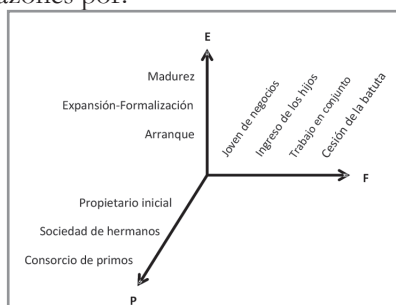 azones por:
E
Madurez
Expansión-Formalización
Arranque
Joven de negocios
Ingreso de los hijos
Trabajo en conjunto
Cesión de la batuta
F
Propietario inicial
Sociedad de hermanos
Consorcio de primos
P